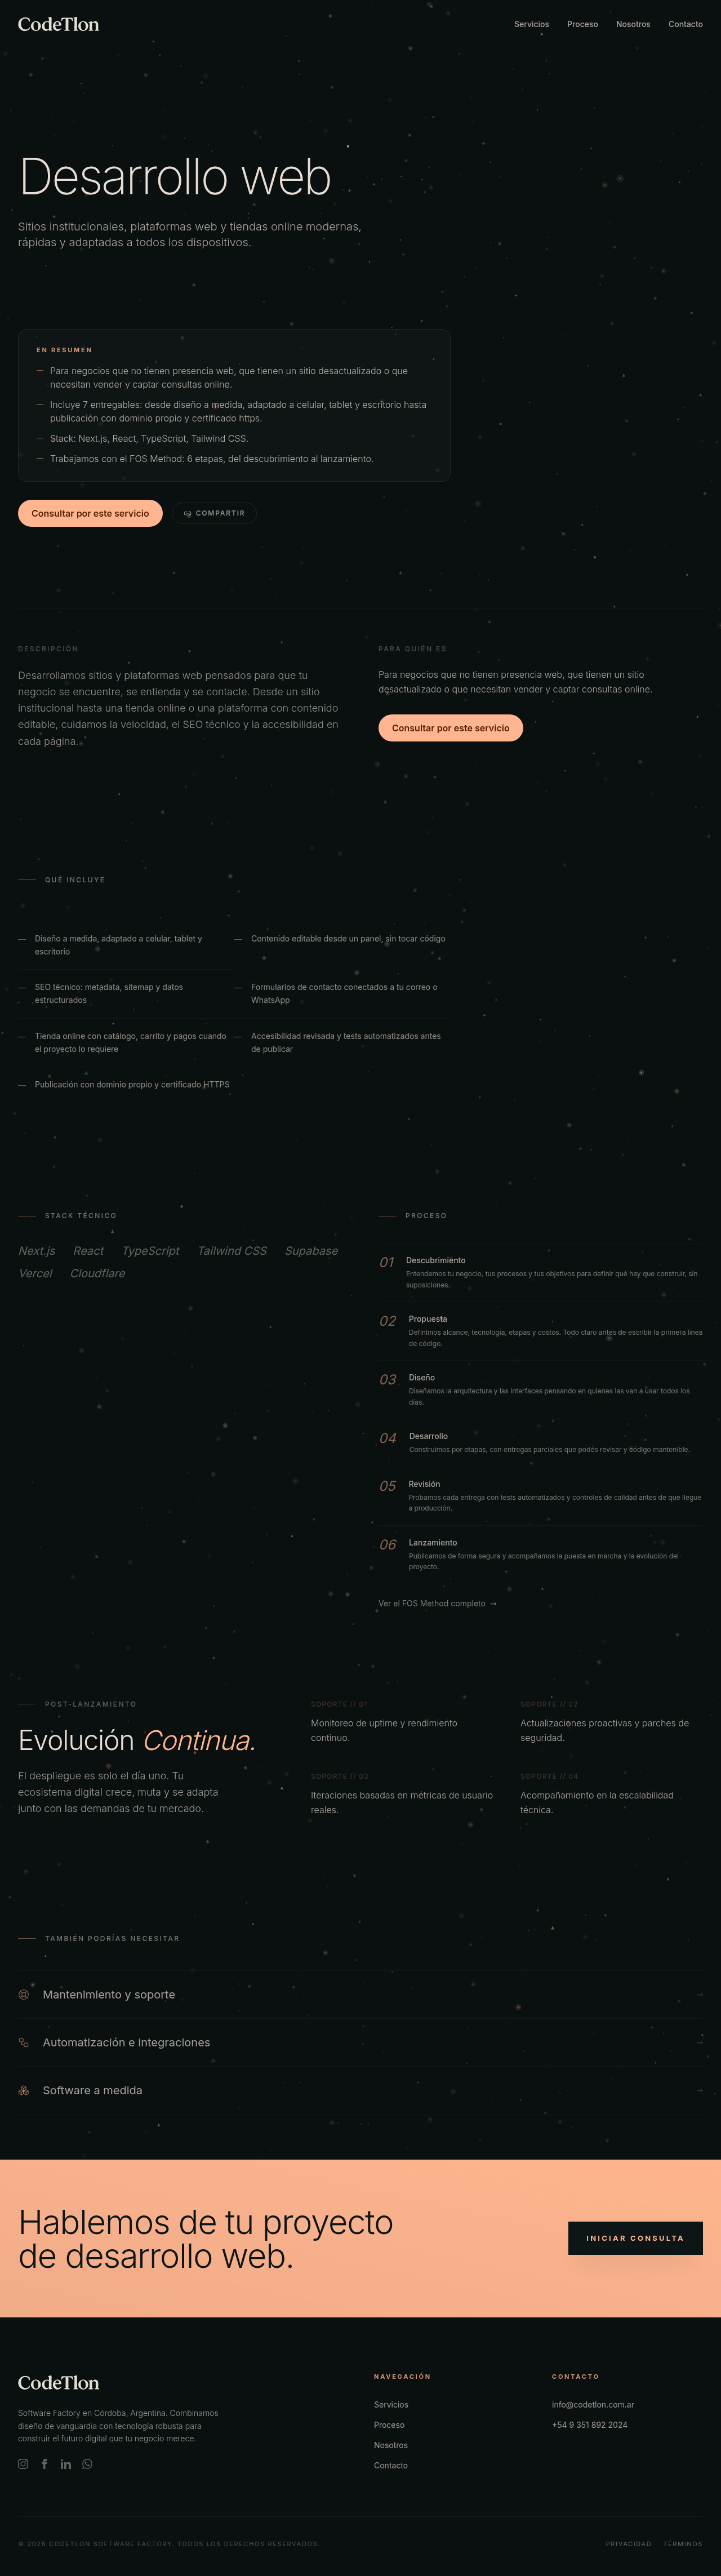 CodeTlon
Servicios
Proceso
Nosotros
Contacto
Desarrollo web
Sitios institucionales, plataformas web y tiendas online modernas,
rápidas y adaptadas a todos los dispositivos.
EN RESUMEN
— Para negocios que no tienen presencia web, que tienen un sitio desactualizado o que
necesitan vender y captar consultas online.
— Incluye 7 entregables: desde diseño a medida, adaptado a celular, tablet y escritorio hasta
publicación con dominio propio y certificado https.
— Stack: Next.js, React, TypeScript, Tailwind CSS.
— Trabajamos con el FOS Method: 6 etapas, del descubrimiento al lanzamiento.
Consultar por este servicio
COMPARTIR
DESCRIPCIÓN
Desarrollamos sitios y plataformas web pensados para que tu
negocio se encuentre, se entienda y se contacte. Desde un sitio
institucional hasta una tienda online o una plataforma con contenido
editable, cuidamos la velocidad, el SEO técnico y la accesibilidad en
cada página.
PARA QUIÉN ES
Para negocios que no tienen presencia web, que tienen un sitio
desactualizado o que necesitan vender y captar consultas online.
Consultar por este servicio
QUÉ INCLUYE
— Diseño a medida, adaptado a celular, tablet y
escritorio
— Contenido editable desde un panel, sin tocar código
— SEO técnico: metadata, sitemap y datos
estructurados
— Formularios de contacto conectados a tu correo o
WhatsApp
— Tienda online con catálogo, carrito y pagos cuando
el proyecto lo requiere
— Accesibilidad revisada y tests automatizados antes
de publicar
— Publicación con dominio propio y certificado HTTPS
STACK TÉCNICO
Next.js React TypeScript Tailwind CSS Supabase
Vercel Cloudflare
PROCESO
01 Descubrimiento
Entendemos tu negocio, tus procesos y tus objetivos para definir qué hay que construir, sin
suposiciones.
02 Propuesta
Definimos alcance, tecnología, etapas y costos. Todo claro antes de escribir la primera línea
de código.
03 Diseño
Diseñamos la arquitectura y las interfaces pensando en quienes las van a usar todos los
días.
04 Desarrollo
Construimos por etapas, con entregas parciales que podés revisar y código mantenible.
05 Revisión
Probamos cada entrega con tests automatizados y controles de calidad antes de que llegue
a producción.
06 Lanzamiento
Publicamos de forma segura y acompañamos la puesta en marcha y la evolución del
proyecto.
Ver el FOS Method completo →
POST-LANZAMIENTO
Evolución Continua.
El despliegue es solo el día uno. Tu
ecosistema digital crece, muta y se adapta
junto con las demandas de tu mercado.
SOPORTE // 01
Monitoreo de uptime y rendimiento
continuo.
SOPORTE // 02
Actualizaciones proactivas y parches de
seguridad.
SOPORTE // 03
Iteraciones basadas en métricas de usuario
reales.
SOPORTE // 04
Acompañamiento en la escalabilidad
técnica.
TAMBIÉN PODRÍAS NECESITAR
Mantenimiento y soporte →
Automatización e integraciones →
Software a medida →
Hablemos de tu proyecto
de desarrollo web.
INICIAR CONSULTA
CodeTlon
Software Factory en Córdoba, Argentina. Combinamos
diseño de vanguardia con tecnología robusta para
construir el futuro digital que tu negocio merece.
NAVEGACIÓN
Servicios
Proceso
Nosotros
Contacto
CONTACTO
info@codetlon.com.ar
+54 9 351 892 2024
© 2026 CODETLON SOFTWARE FACTORY. TODOS LOS DERECHOS RESERVADOS.
PRIVACIDAD
TÉRMINOS